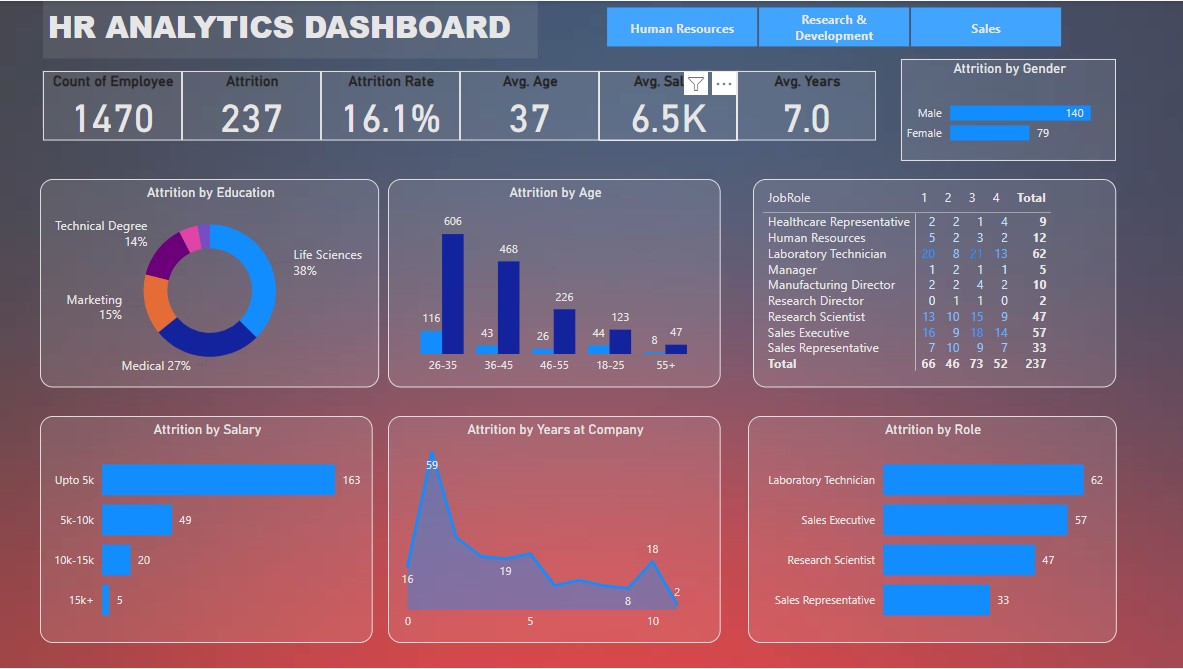 HR ANALYTICS DASHBOARD
Human Resources
Research &
Development
Sales
Count of Employee
1470
Attrition
237
Attrition Rate
16.1%
Avg. Age
37
Avg. Sal
6.5K
Avg. Years
7.0
Attrition by Gender
Male 140
Female 79
Attrition by Education
Technical Degree
14%
Life Sciences
38%
Marketing
15%
Medical 27%
Attrition by Age
606
468
226
116
43
26
44
123
8
47
26-35 36-45 46-55 18-25 55+
JobRole 1 2 3 4 Total
Healthcare Representative 2 2 1 4 9
Human Resources 5 2 3 2 12
Laboratory Technician 20 8 21 13 62
Manager 1 2 1 1 5
Manufacturing Director 2 2 4 2 10
Research Director 0 1 1 0 2
Research Scientist 13 10 15 9 47
Sales Executive 16 9 18 14 57
Sales Representative 7 10 9 7 33
Total 66 46 73 52 237
Attrition by Salary
Upto 5k 163
5k-10k 49
10k-15k 20
15k+ 5
Attrition by Years at Company
59
16
19
18
8
2
0 5 10
Attrition by Role
Laboratory Technician 62
Sales Executive 57
Research Scientist 47
Sales Representative 33